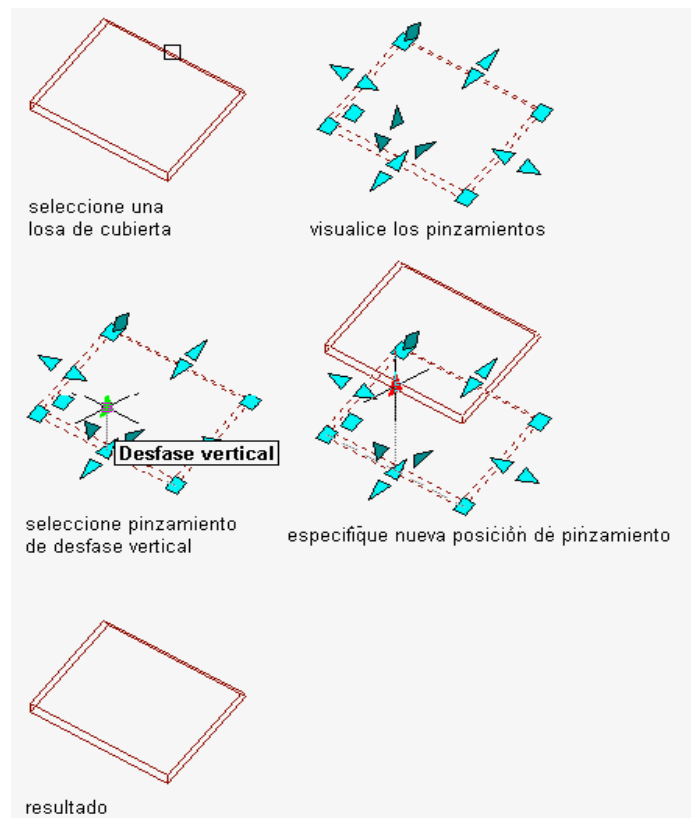 seleccione una
losa de cubierta
visualice los pinzamientos
Desfase vertical
seleccione pinzamiento
de desfase vertical
especifique nueva posición de pinzamiento
resultado